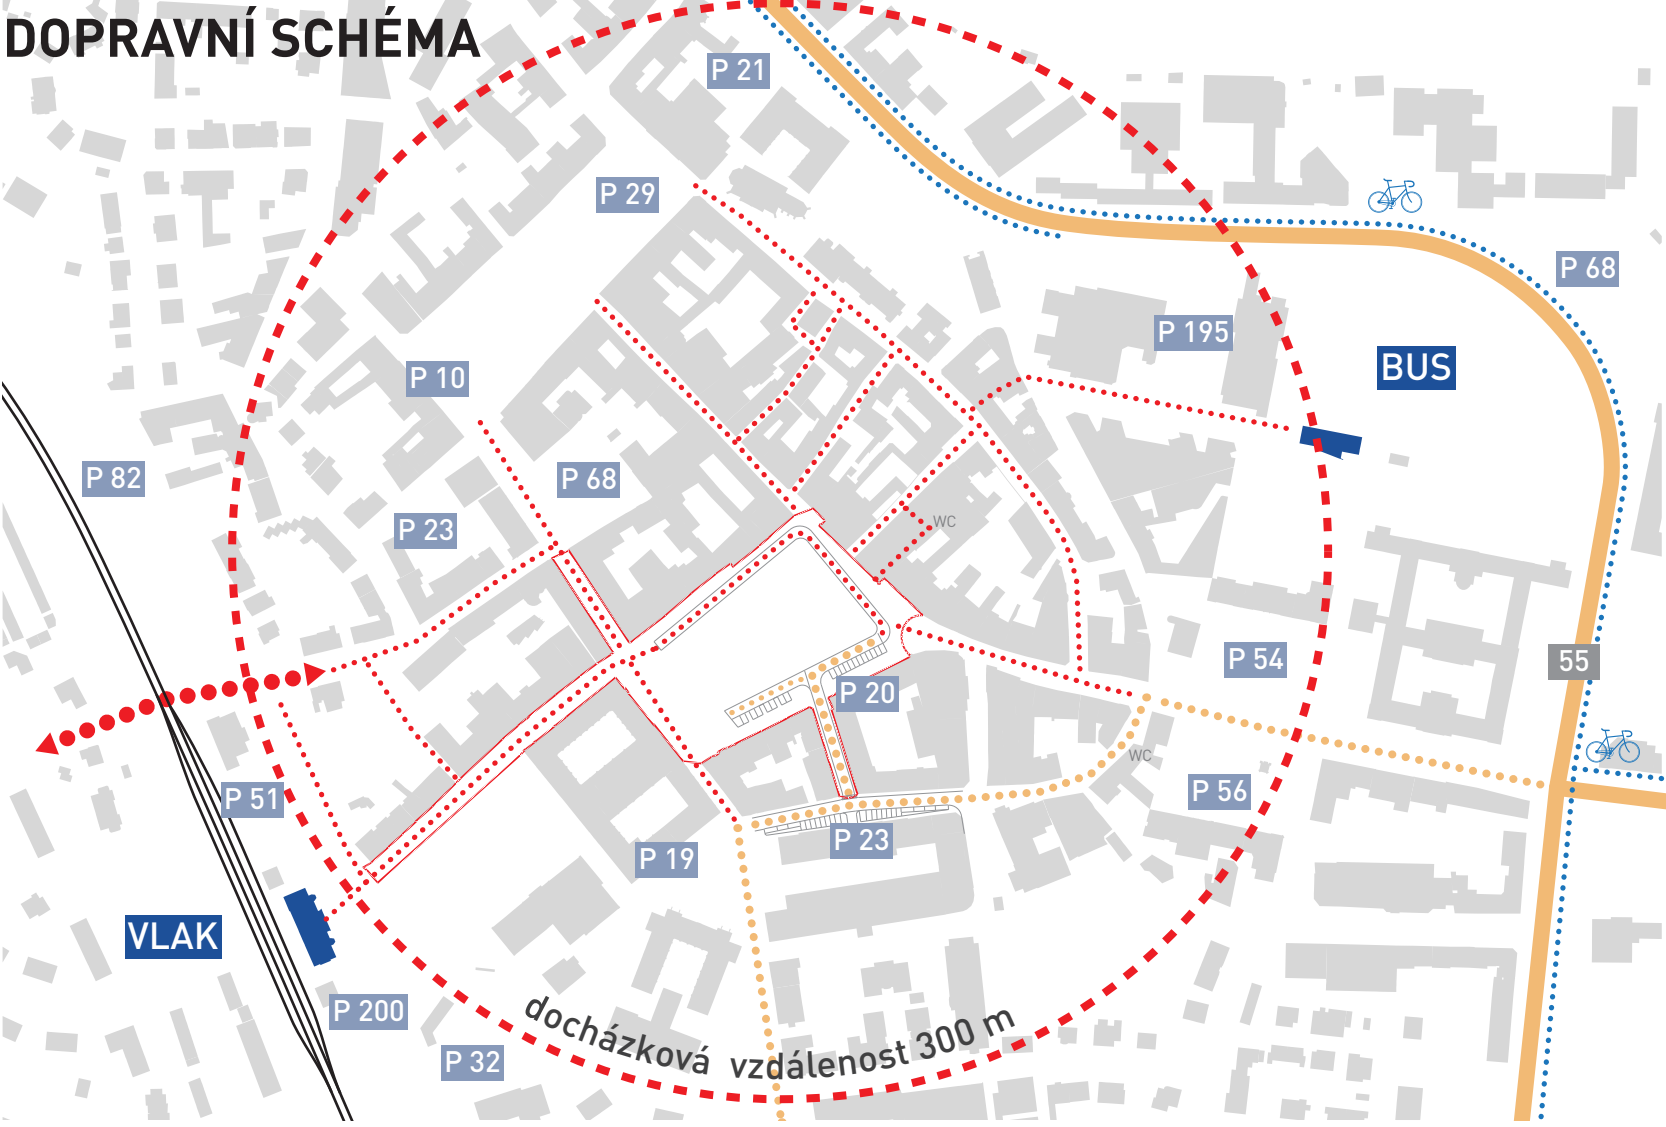 DOPRAVNÍ SCHÉMA
P 21
P 29
P 68
P 195
BUS
P 10
P 82
P 68
P 23
WC
55
P 54
P 20
WC
P 51
P 56
P 23
P 19
VLAK
P 200
docházková vzdálenost 300 m
P 32